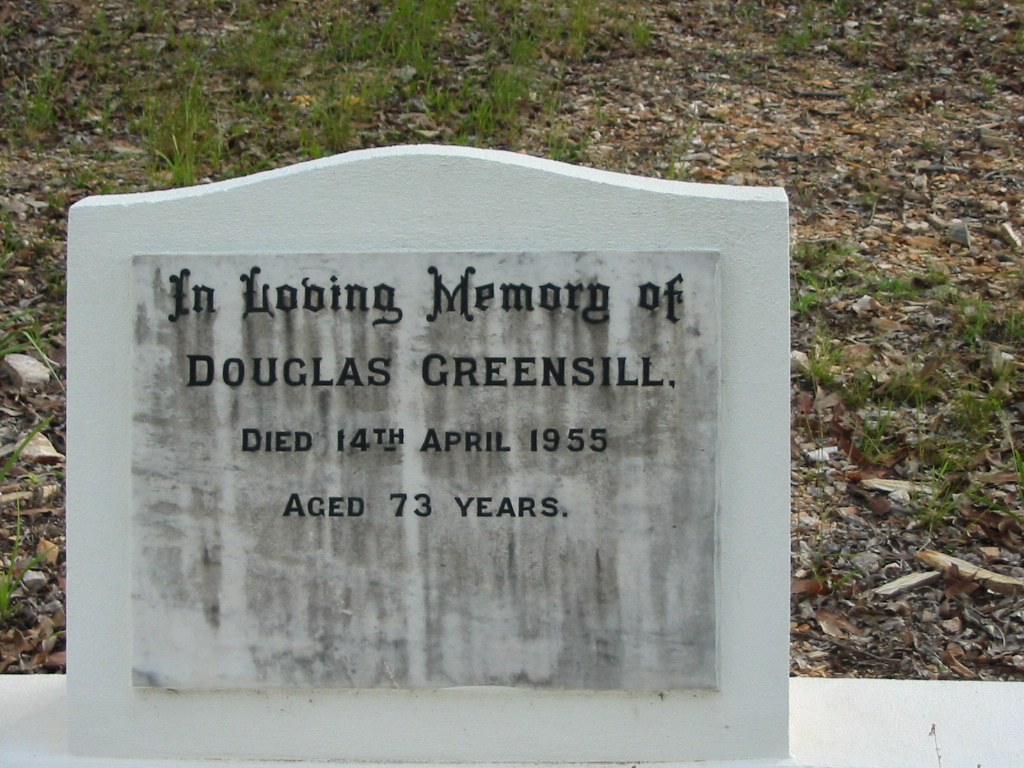 In Loving Memory of
DOUGLAS GREENSILL.
DIED 14TH APRIL 1955
AGED 73 YEARS.